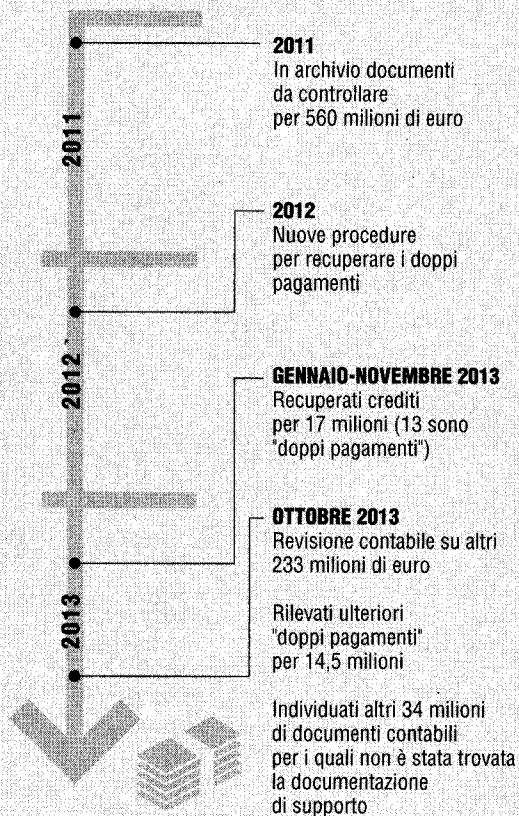 2011
In archivio documenti
da controllare
per 560 milioni di euro
2011
2012
Nuove procedure
per recuperare i doppi
pagamenti
2012
GENNAIO-NOVEMBRE 2013
Recuperati crediti
per 17 milioni (13 sono
"doppi pagamenti")
OTTOBRE 2013
Revisione contabile su altri
233 milioni di euro
Rilevati ulteriori
"doppi pagamenti"
per 14,5 milioni
2013
Individuati altri 34 milioni
di documenti contabili
per i quali non è stata trovata
la documentazione
di supporto